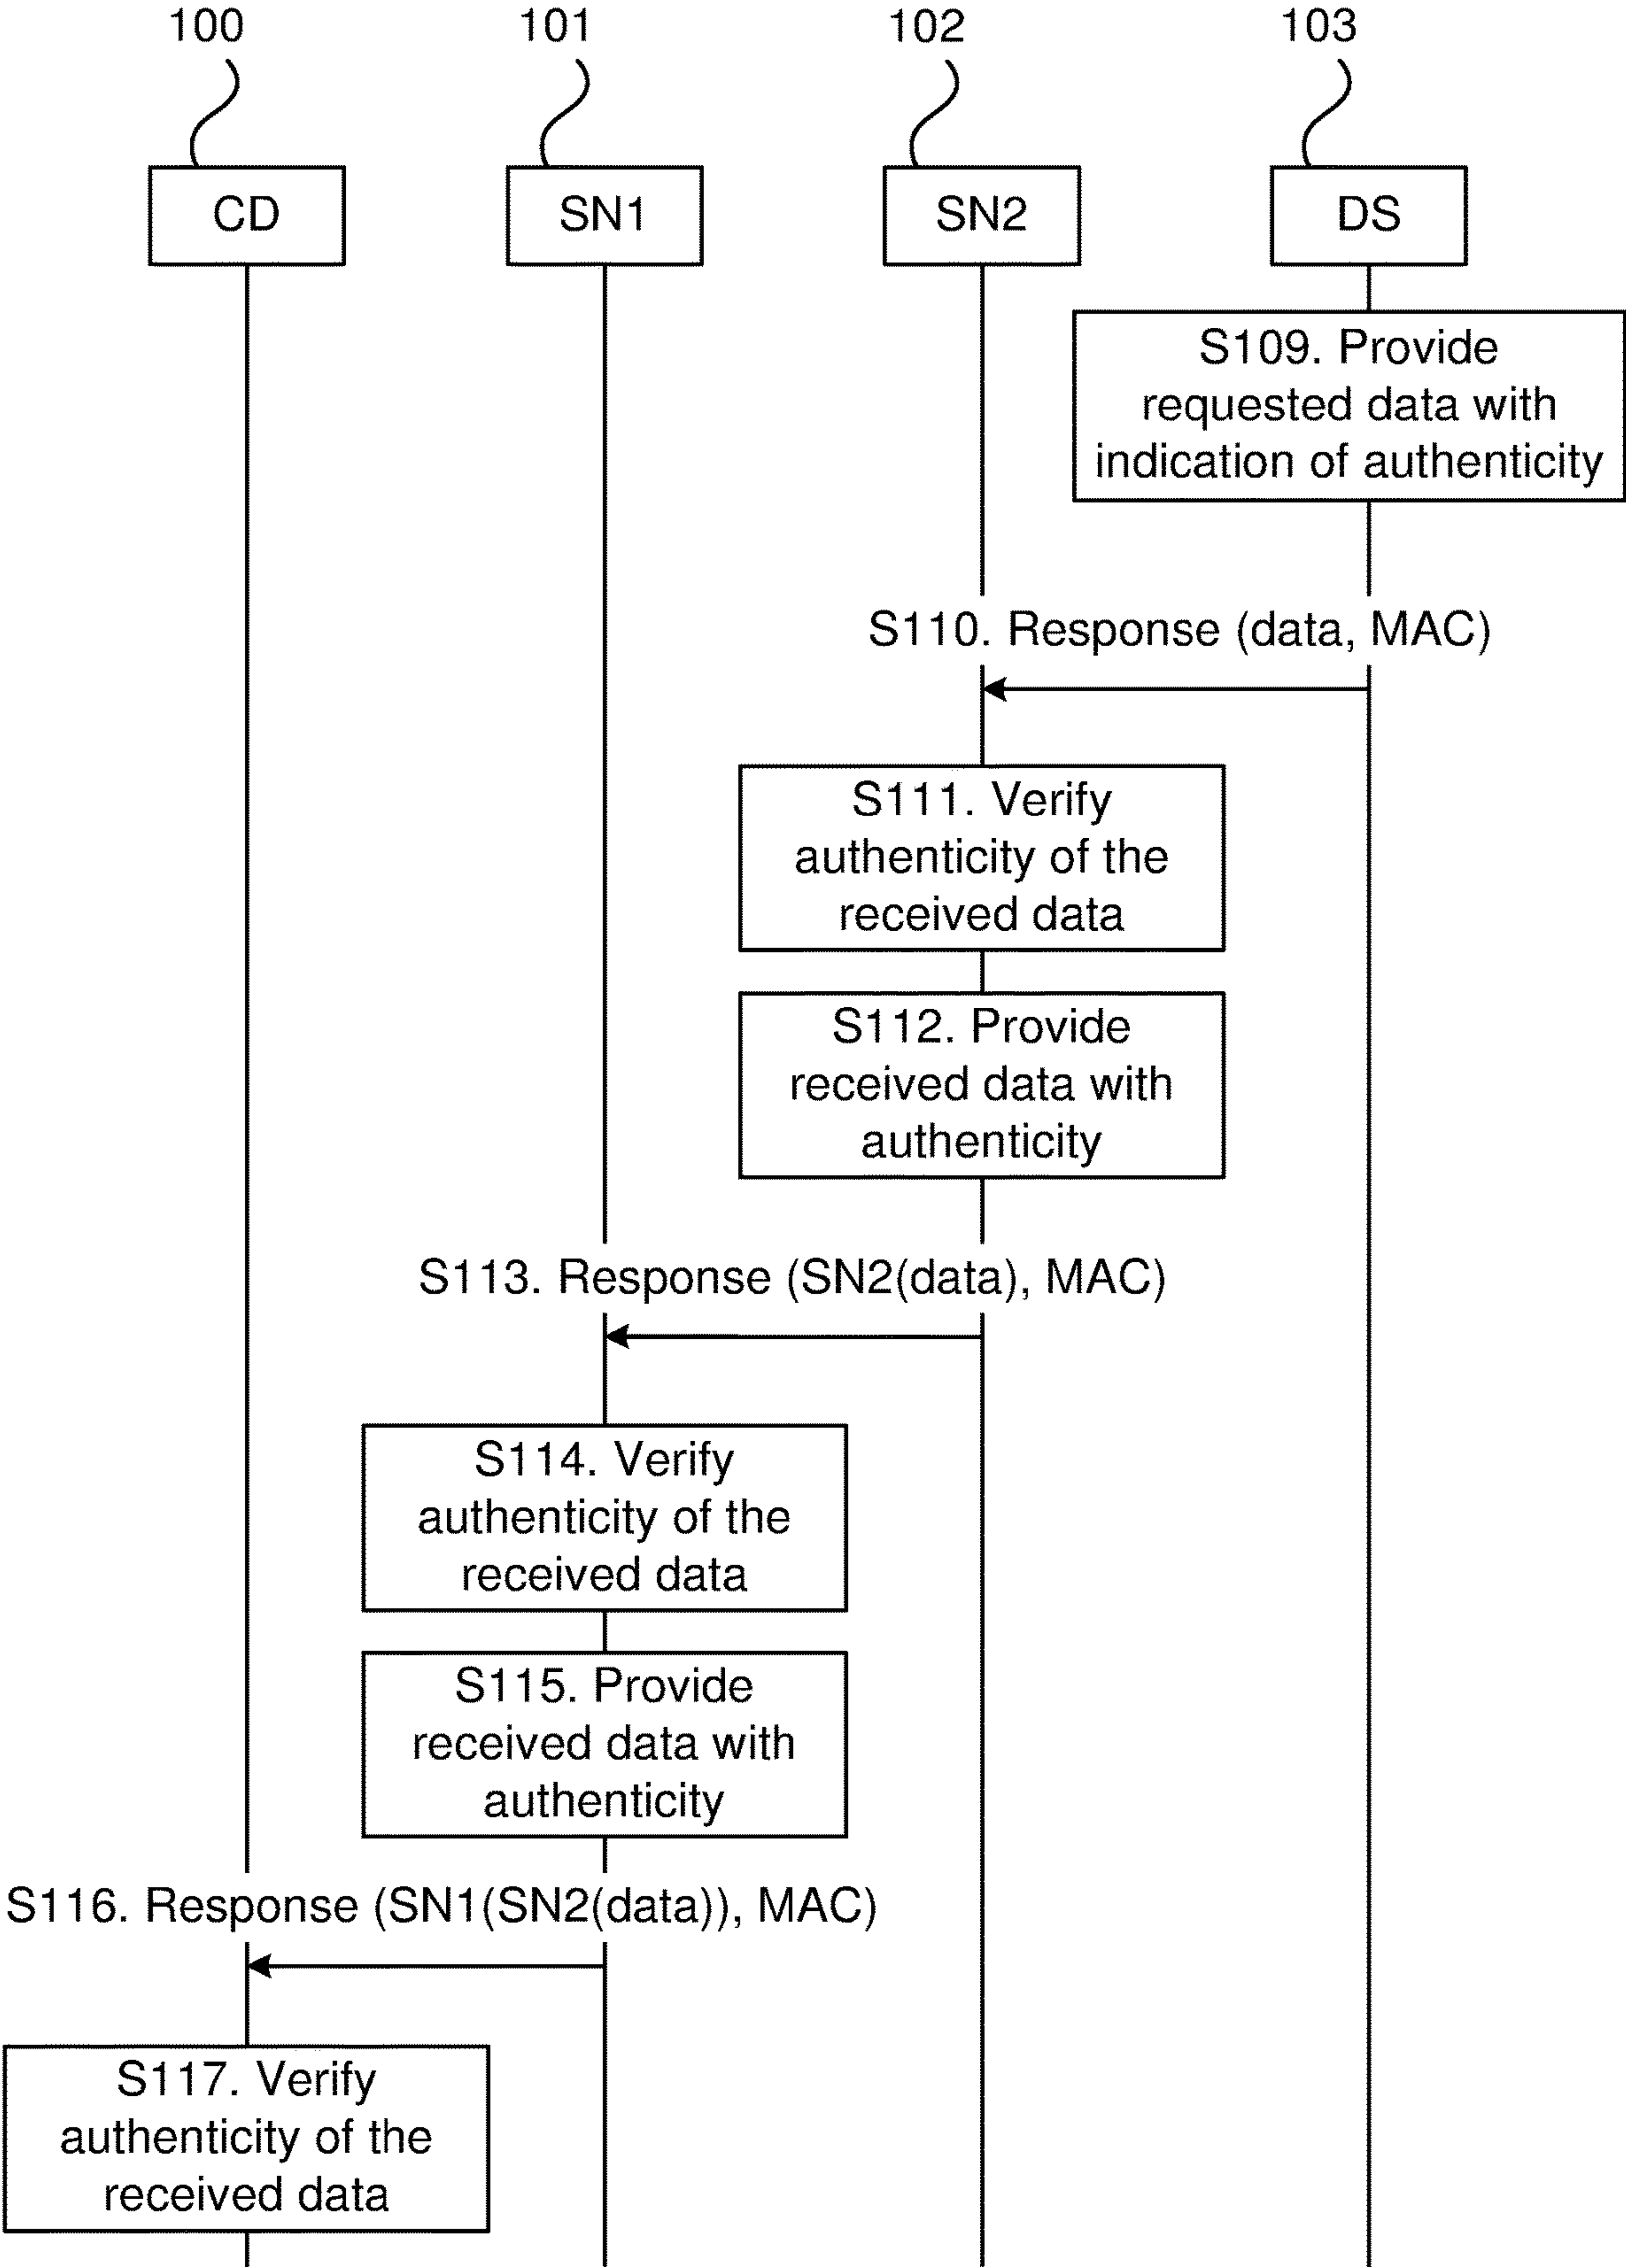 100
101
102
103
CD
SN1
SN2
DS
S109. Provide
requested data with
indication of authenticity
S110. Response (data, MAC)
S111. Verify
authenticity of the
received data
S112. Provide
received data with
authenticity
S113. Response (SN2(data), MAC)
S114. Verify
authenticity of the
received data
S115. Provide
received data with
authenticity
S116. Response (SN1(SN2(data)), MAC)
S117. Verify
authenticity of the
received data